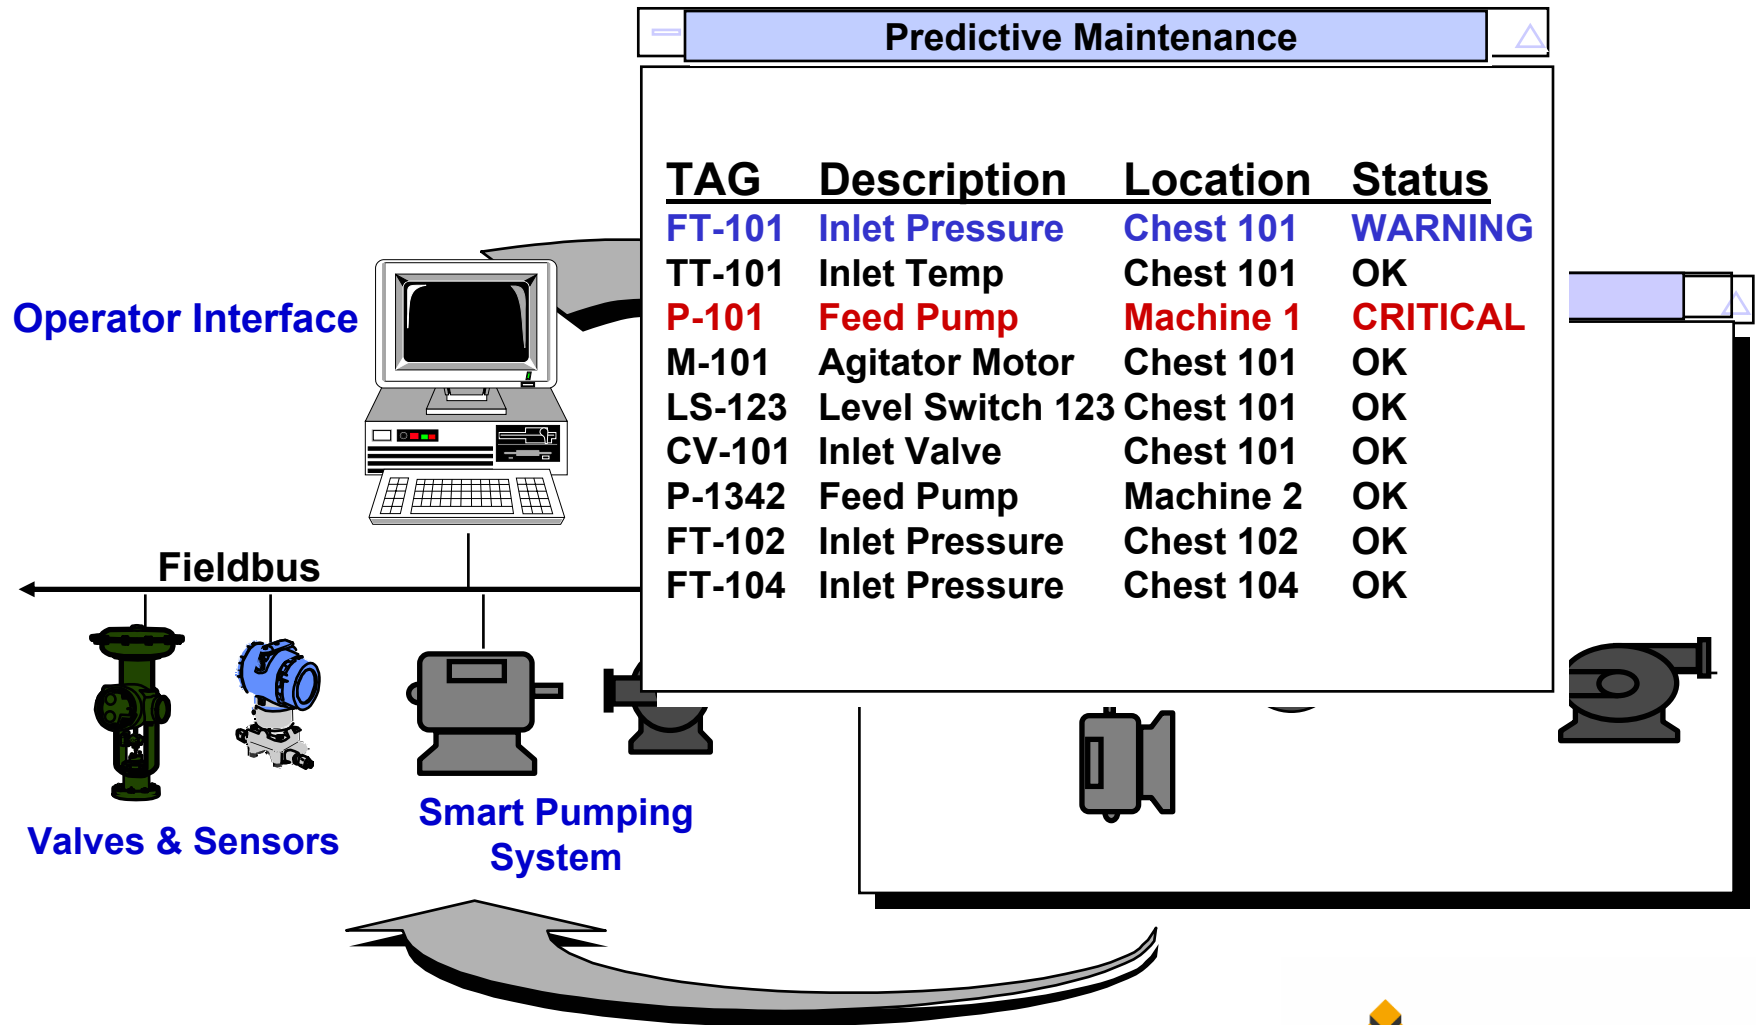 Predictive Maintenance
TAG Description Location Status
FT-101 Inlet Pressure Chest 101 WARNING
TT-101 Inlet Temp Chest 101 OK
P-101 Feed Pump Machine 1 CRITICAL
M-101 Agitator Motor Chest 101 OK
LS-123 Level Switch 123 Chest 101 OK
CV-101 Inlet Valve Chest 101 OK
P-1342 Feed Pump Machine 2 OK
FT-102 Inlet Pressure Chest 102 OK
FT-104 Inlet Pressure Chest 104 OK
Operator Interface
Fieldbus
Valves & Sensors
Smart Pumping
System